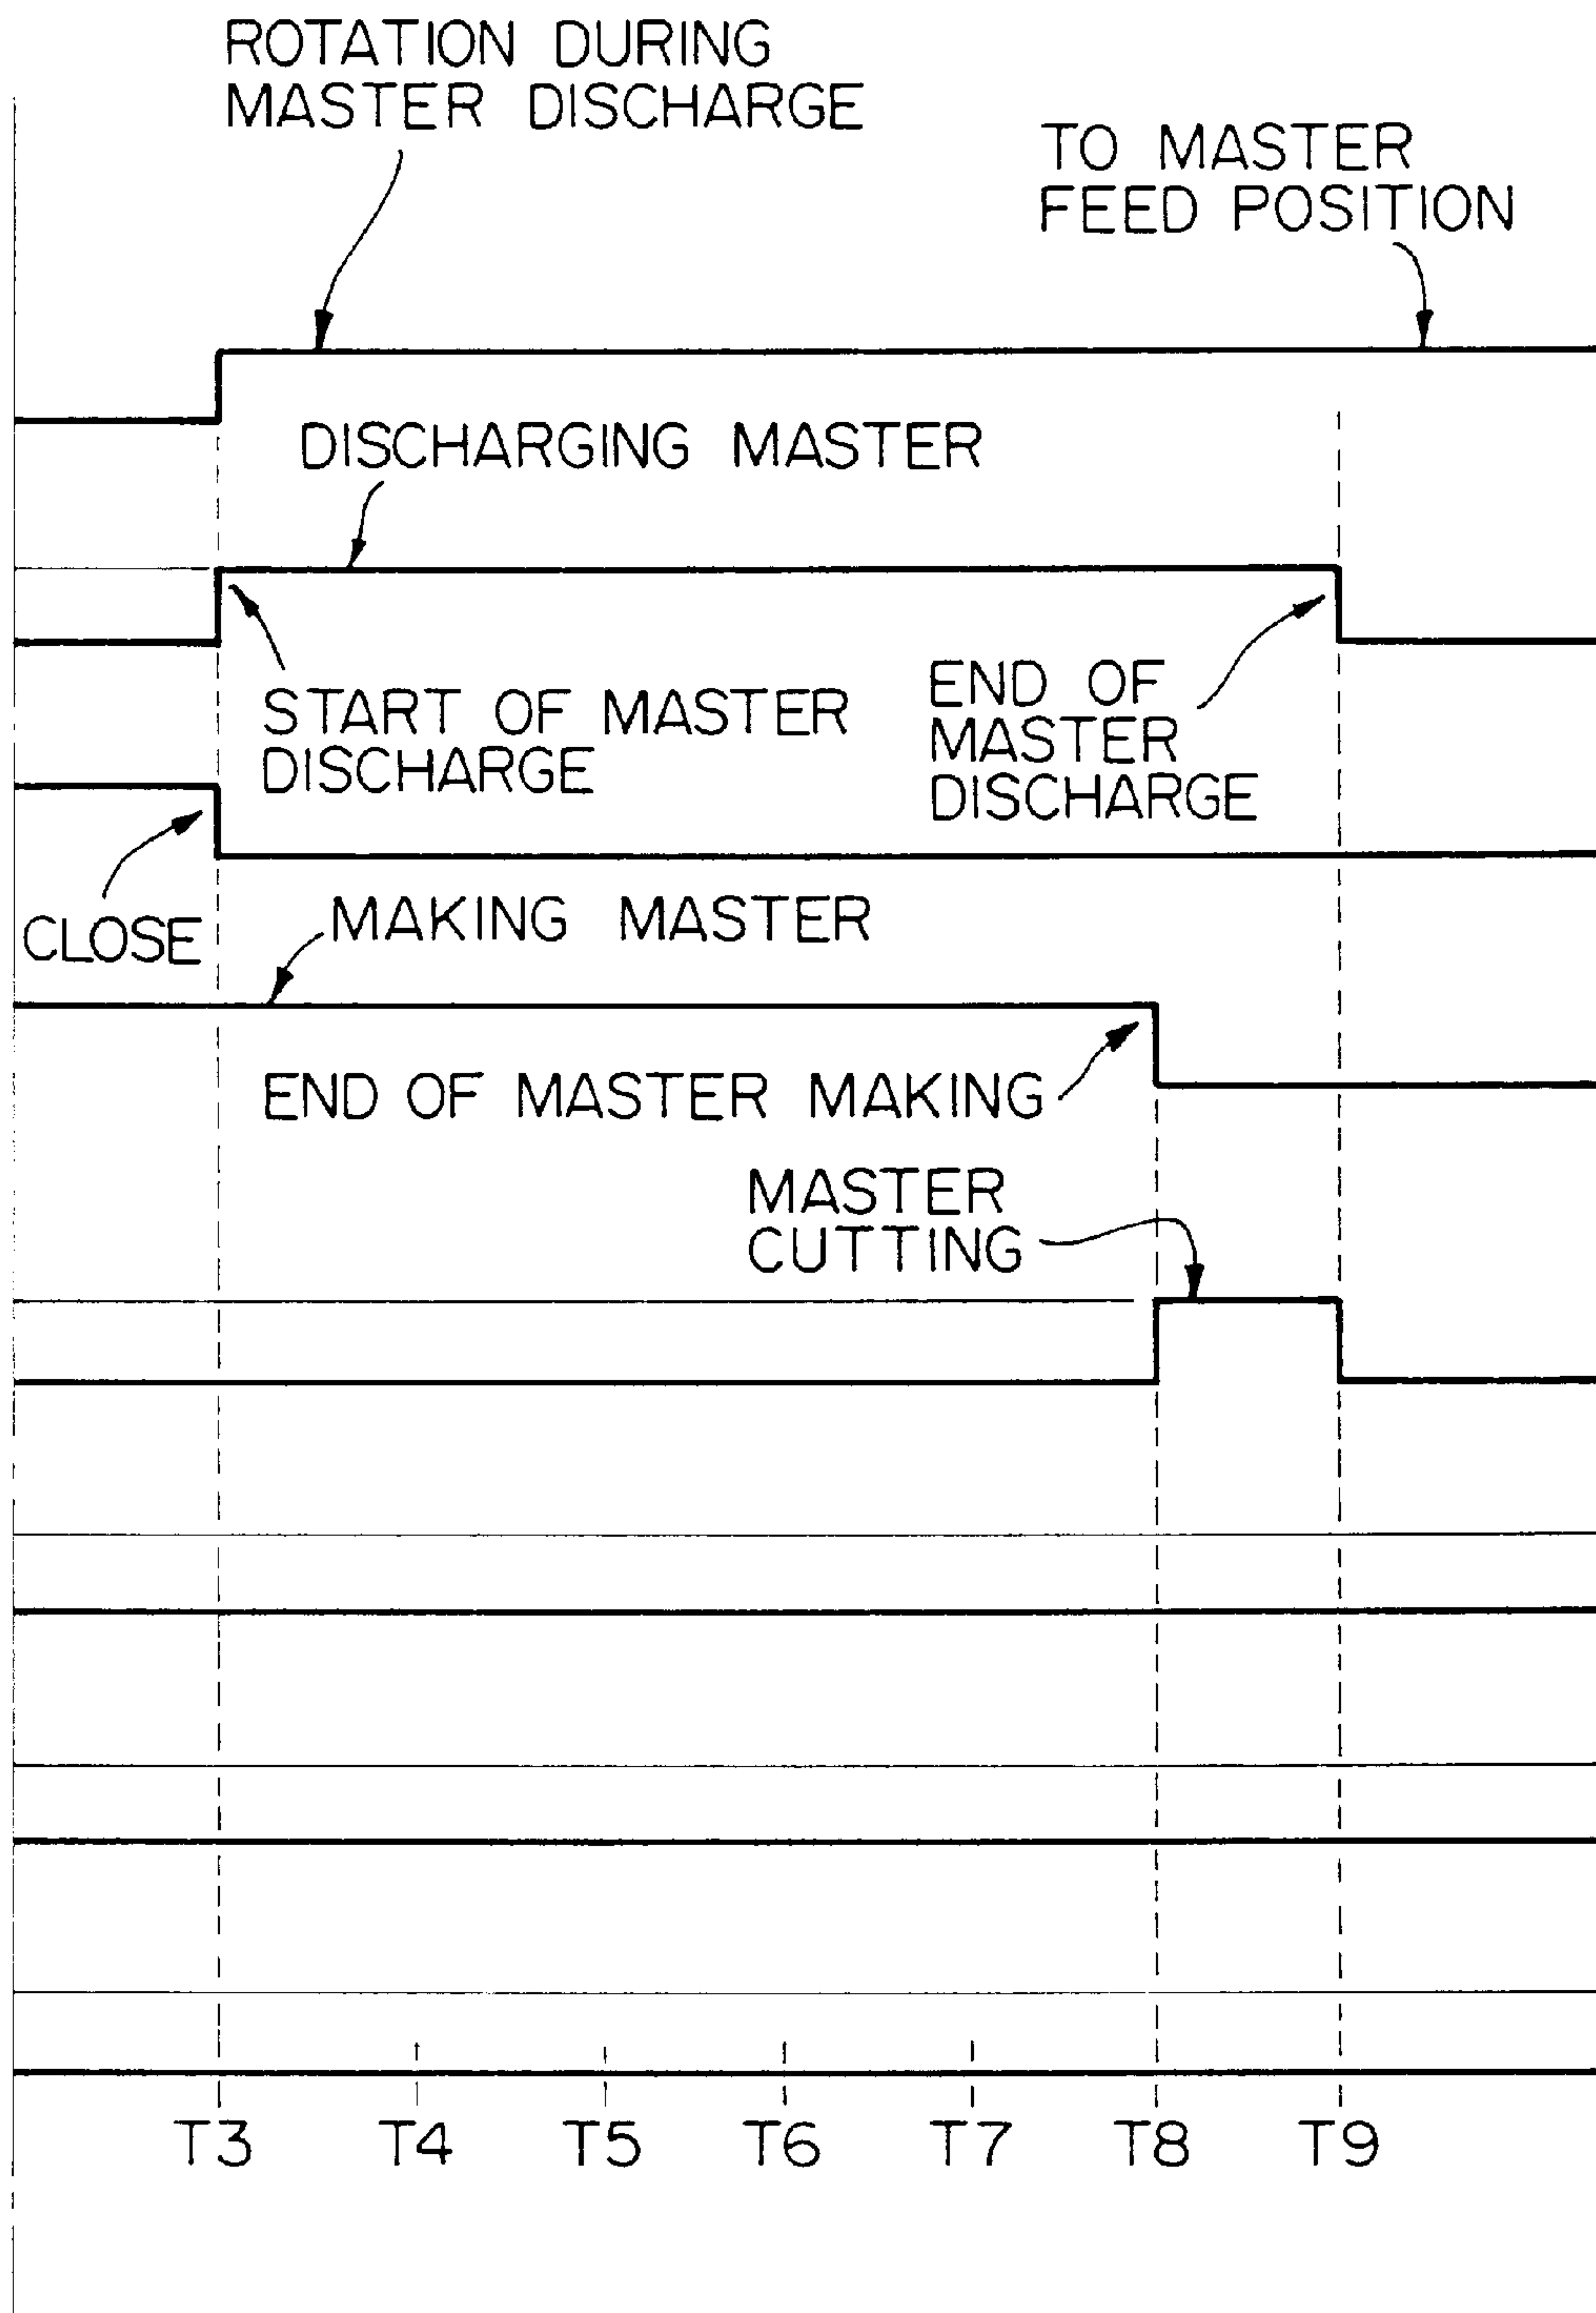 ROTATION DURING
MASTER DISCHARGE
TO MASTER
FEED POSITION
DISCHARGING MASTER
START OF MASTER
DISCHARGE
END OF
MASTER
DISCHARGE
CLOSE
MAKING MASTER
END OF MASTER MAKING
MASTER
CUTTING
T3 T4 T5 T6 T7 T8 T9